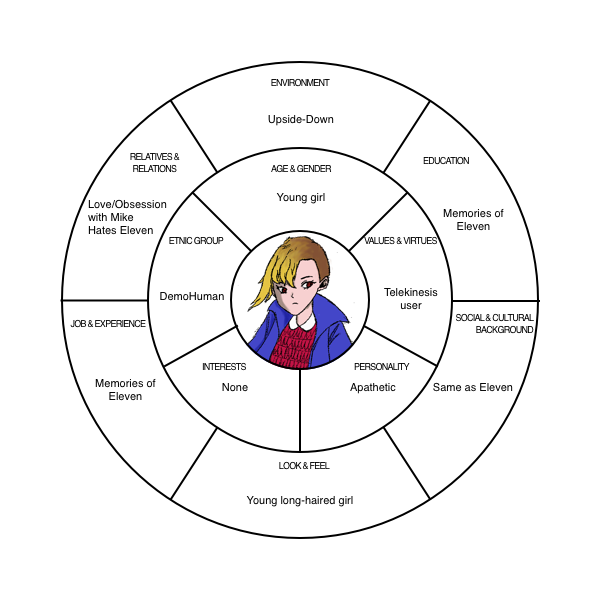 ENVIRONMENT
Upside-Down
RELATIVES &
RELATIONS
Love/Obsession
with Mike
Hates Eleven
EDUCATION
Memories of
Eleven
AGE & GENDER
Young girl
ETNIC GROUP
DemoHuman
VALUES & VIRTUES
Telekinesis
user
JOB & EXPERIENCE
Memories of
Eleven
SOCIAL & CULTURAL
BACKGROUND
Same as Eleven
INTERESTS
None
PERSONALITY
Apathetic
LOOK & FEEL
Young long-haired girl